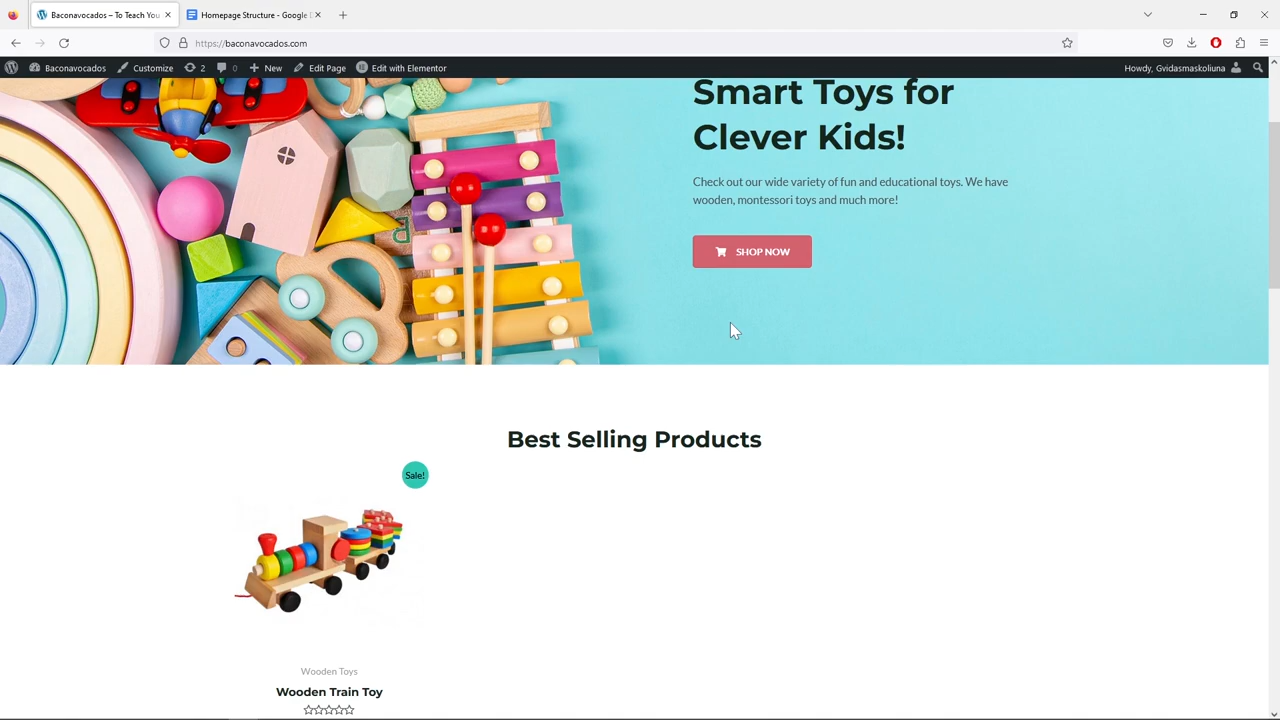 Baconavocados – To Teach You
Homepage Structure - Google
https://baconavocados.com
Baconavocados
Customize
2
0
New
Edit Page
Edit with Elementor
Howdy, Gvidasmaskoliuna
Smart Toys for
Clever Kids!
Check out our wide variety of fun and educational toys. We have
wooden, montessori toys and much more!
SHOP NOW
Best Selling Products
Sale!
Wooden Toys
Wooden Train Toy